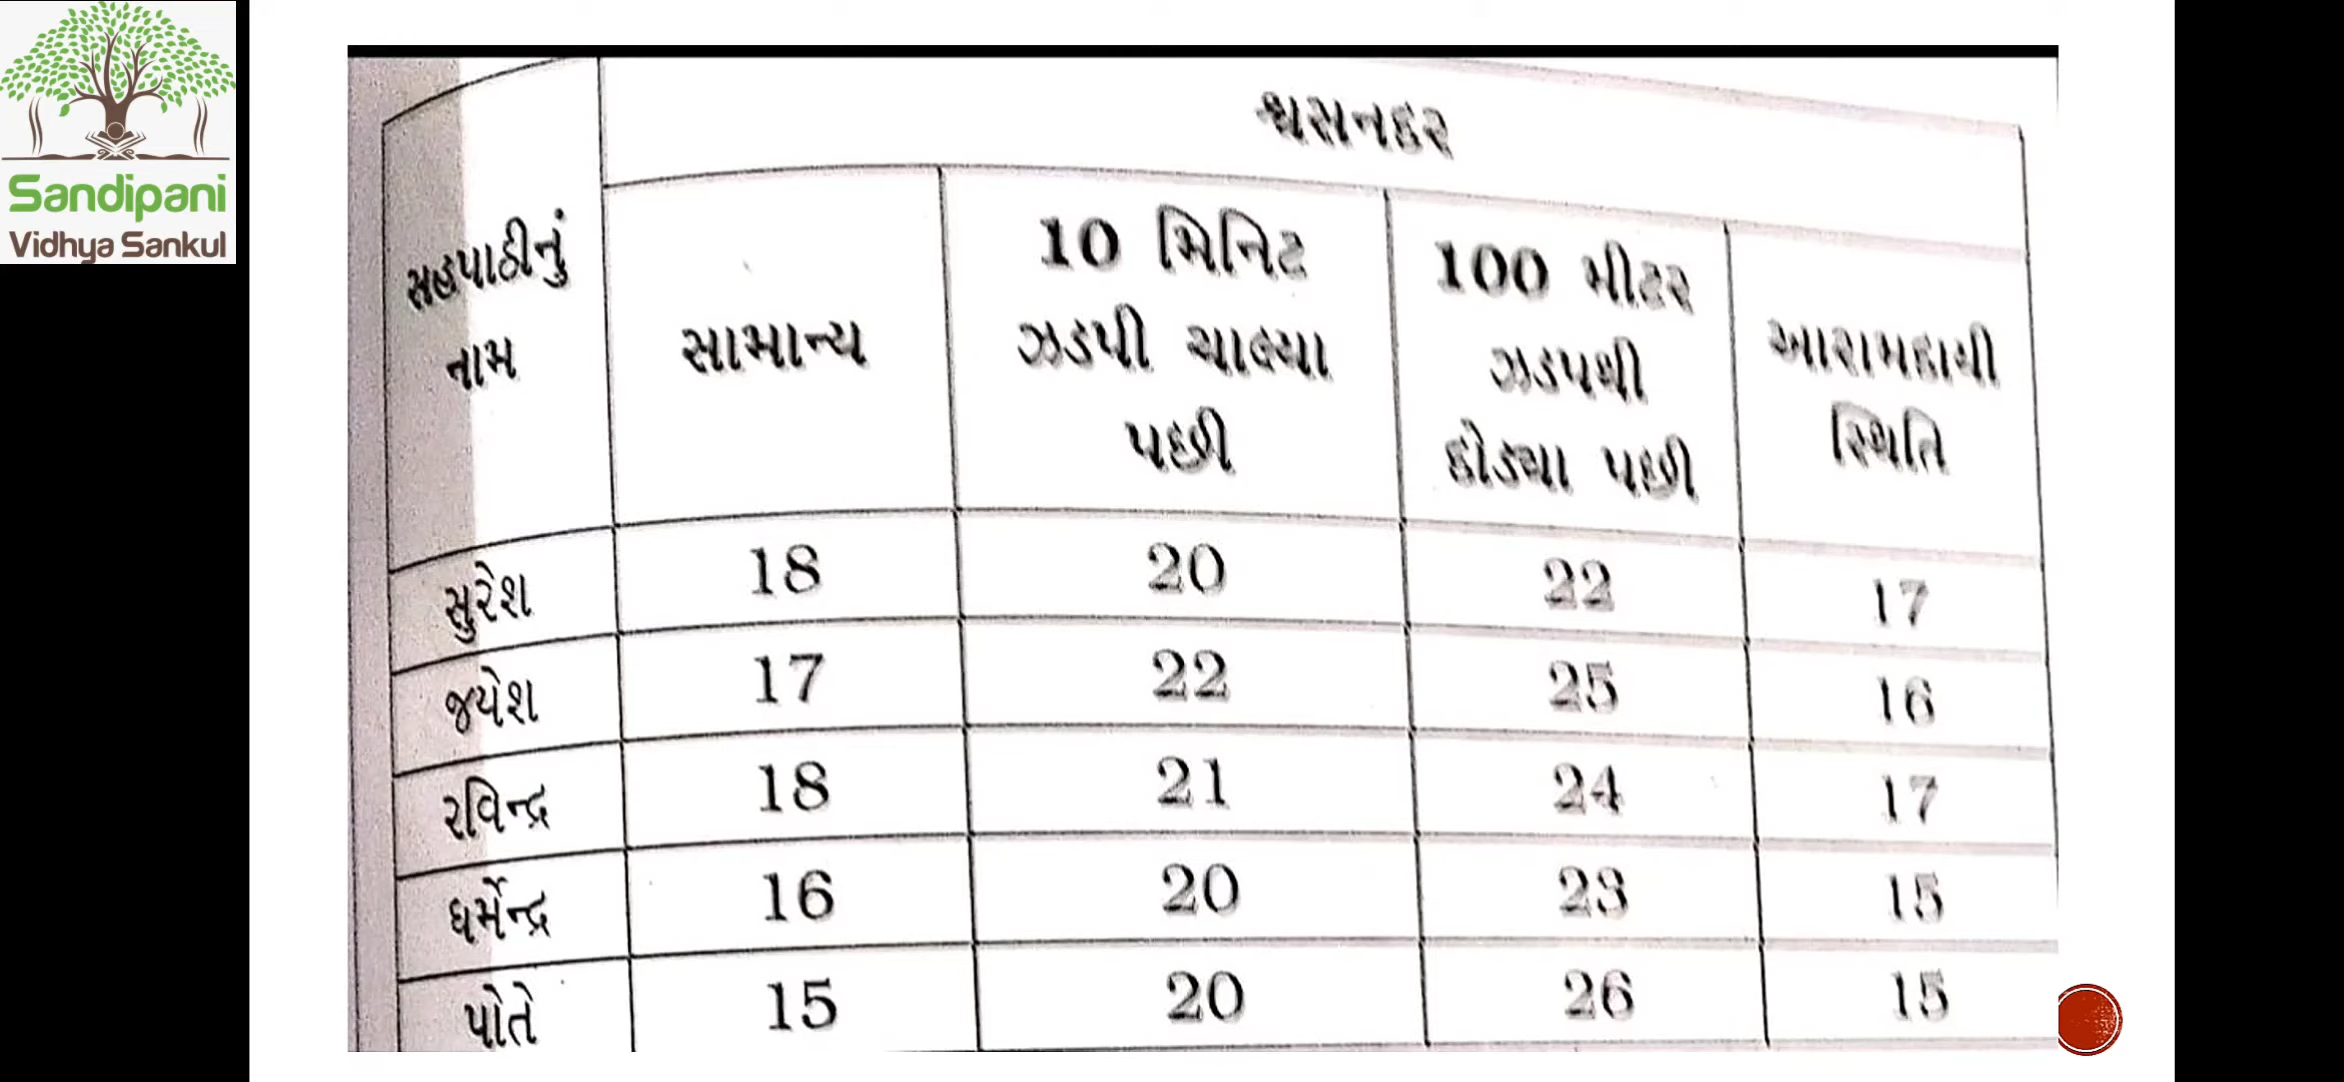 Sandipani
Vidhya Sankul
શ્વસનદર
સહપાઠીનું
નામ
સામાન્ય
10 મિનિટ
ઝડપી ચાલ્યા
પછી
100 મીટર
ઝડપથી
દોડ્યા પછી
આરામદાયી
સ્થિતિ
સુરેશ 18 20 22 17
જયેશ 17 22 25 16
રવિન્દ્ર 18 21 24 17
ધર્મેન્દ્ર 16 20 23 15
પોતે 15 20 26 15